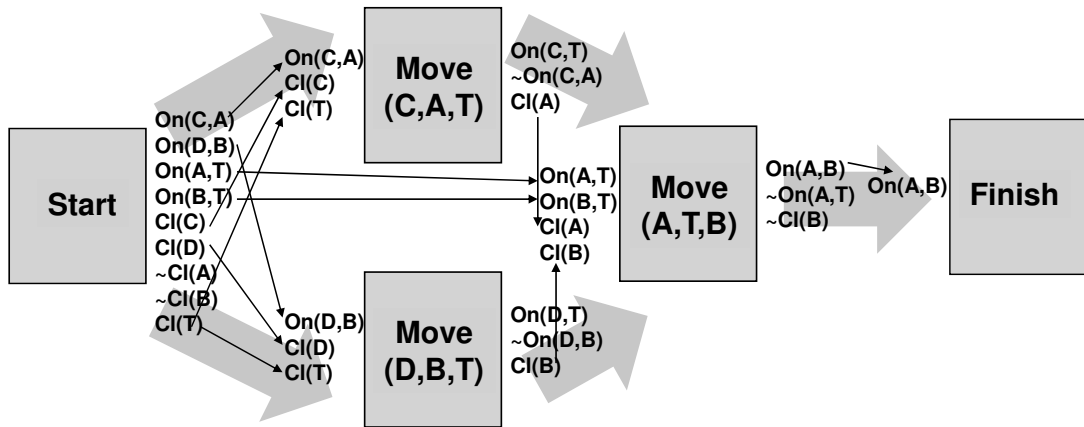 Start
On(C,A)
On(D,B)
On(A,T)
On(B,T)
Cl(C)
Cl(D)
~Cl(A)
~Cl(B)
Cl(T)
On(C,A)
Cl(C)
Cl(T)
Move
(C,A,T)
On(C,T)
~On(C,A)
Cl(A)
On(D,B)
Cl(D)
Cl(T)
Move
(D,B,T)
On(D,T)
~On(D,B)
Cl(B)
On(A,T)
On(B,T)
Cl(A)
Cl(B)
Move
(A,T,B)
On(A,B)
~On(A,T)
~Cl(B)
On(A,B)
Finish